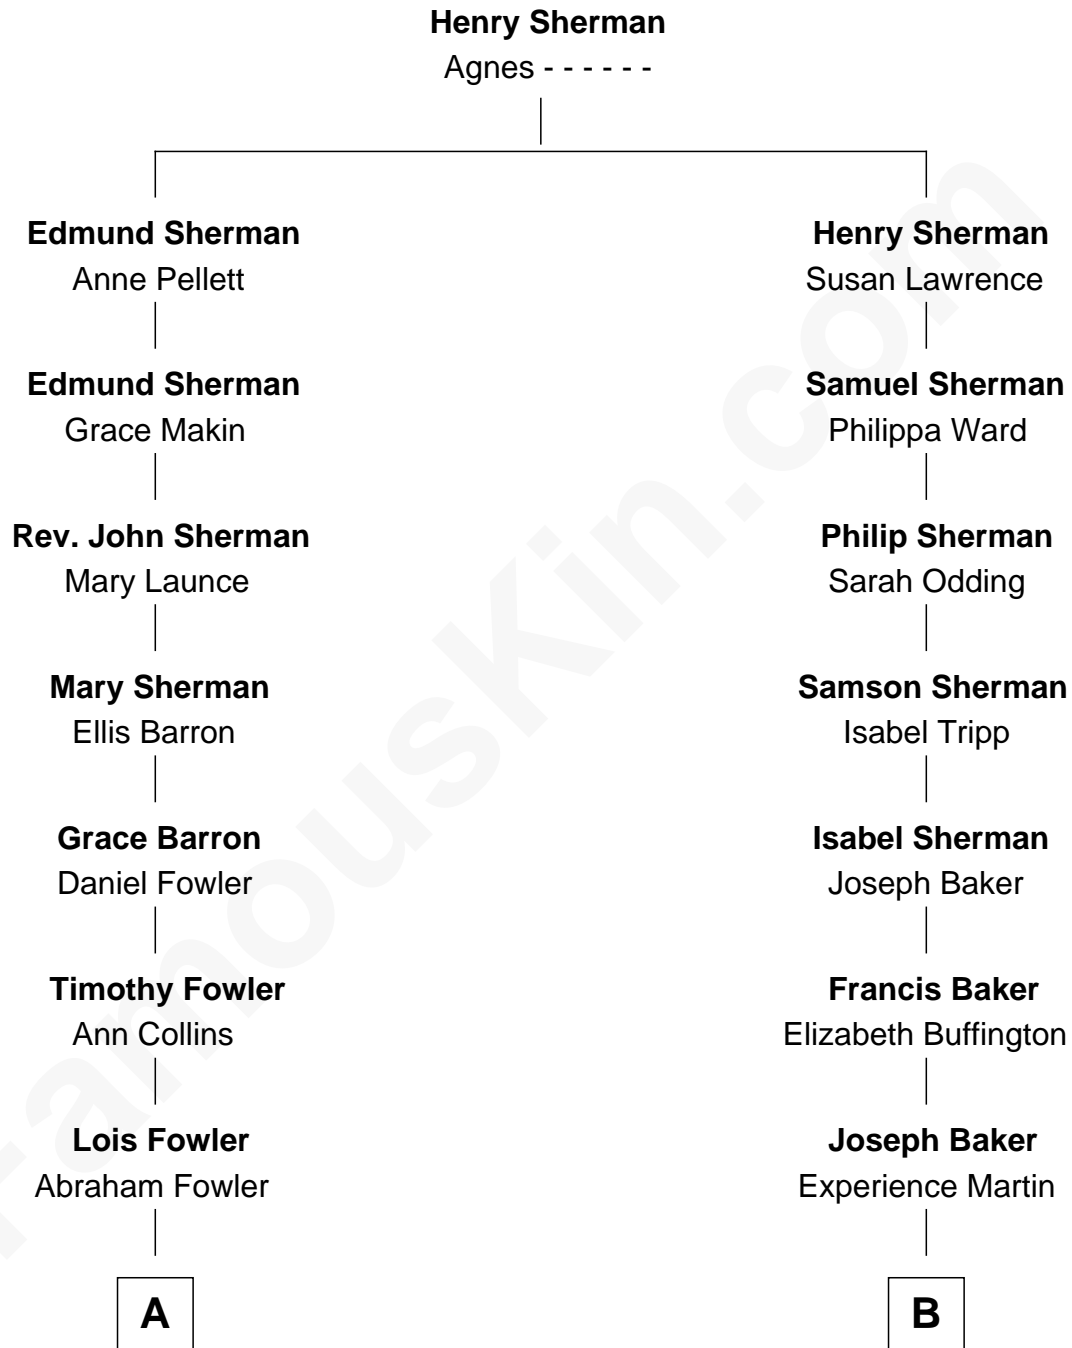 Henry Sherman
Agnes - - - - - -
Edmund Sherman
Anne Pellett
Henry Sherman
Susan Lawrence
Edmund Sherman
Grace Makin
Samuel Sherman
Philippa Ward
Rev. John Sherman
Mary Launce
Philip Sherman
Sarah Odding
Mary Sherman
Ellis Barron
Samson Sherman
Isabel Tripp
Grace Barron
Daniel Fowler
Isabel Sherman
Joseph Baker
Timothy Fowler
Ann Collins
Francis Baker
Elizabeth Buffington
Lois Fowler
Abraham Fowler
Joseph Baker
Experience Martin
A
B
FamousKin.com